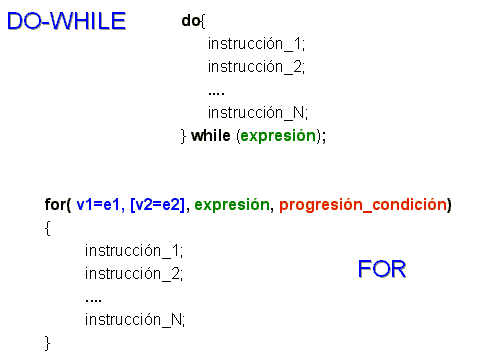 DO-WHILE
do{
instrucción_1;
instrucción_2;
....
instrucción_N;
} while (expresión);
for( v1=e1, [v2=e2], expresión, progresión_condición)
{
instrucción_1;
instrucción_2;
....
instrucción_N;
}
FOR